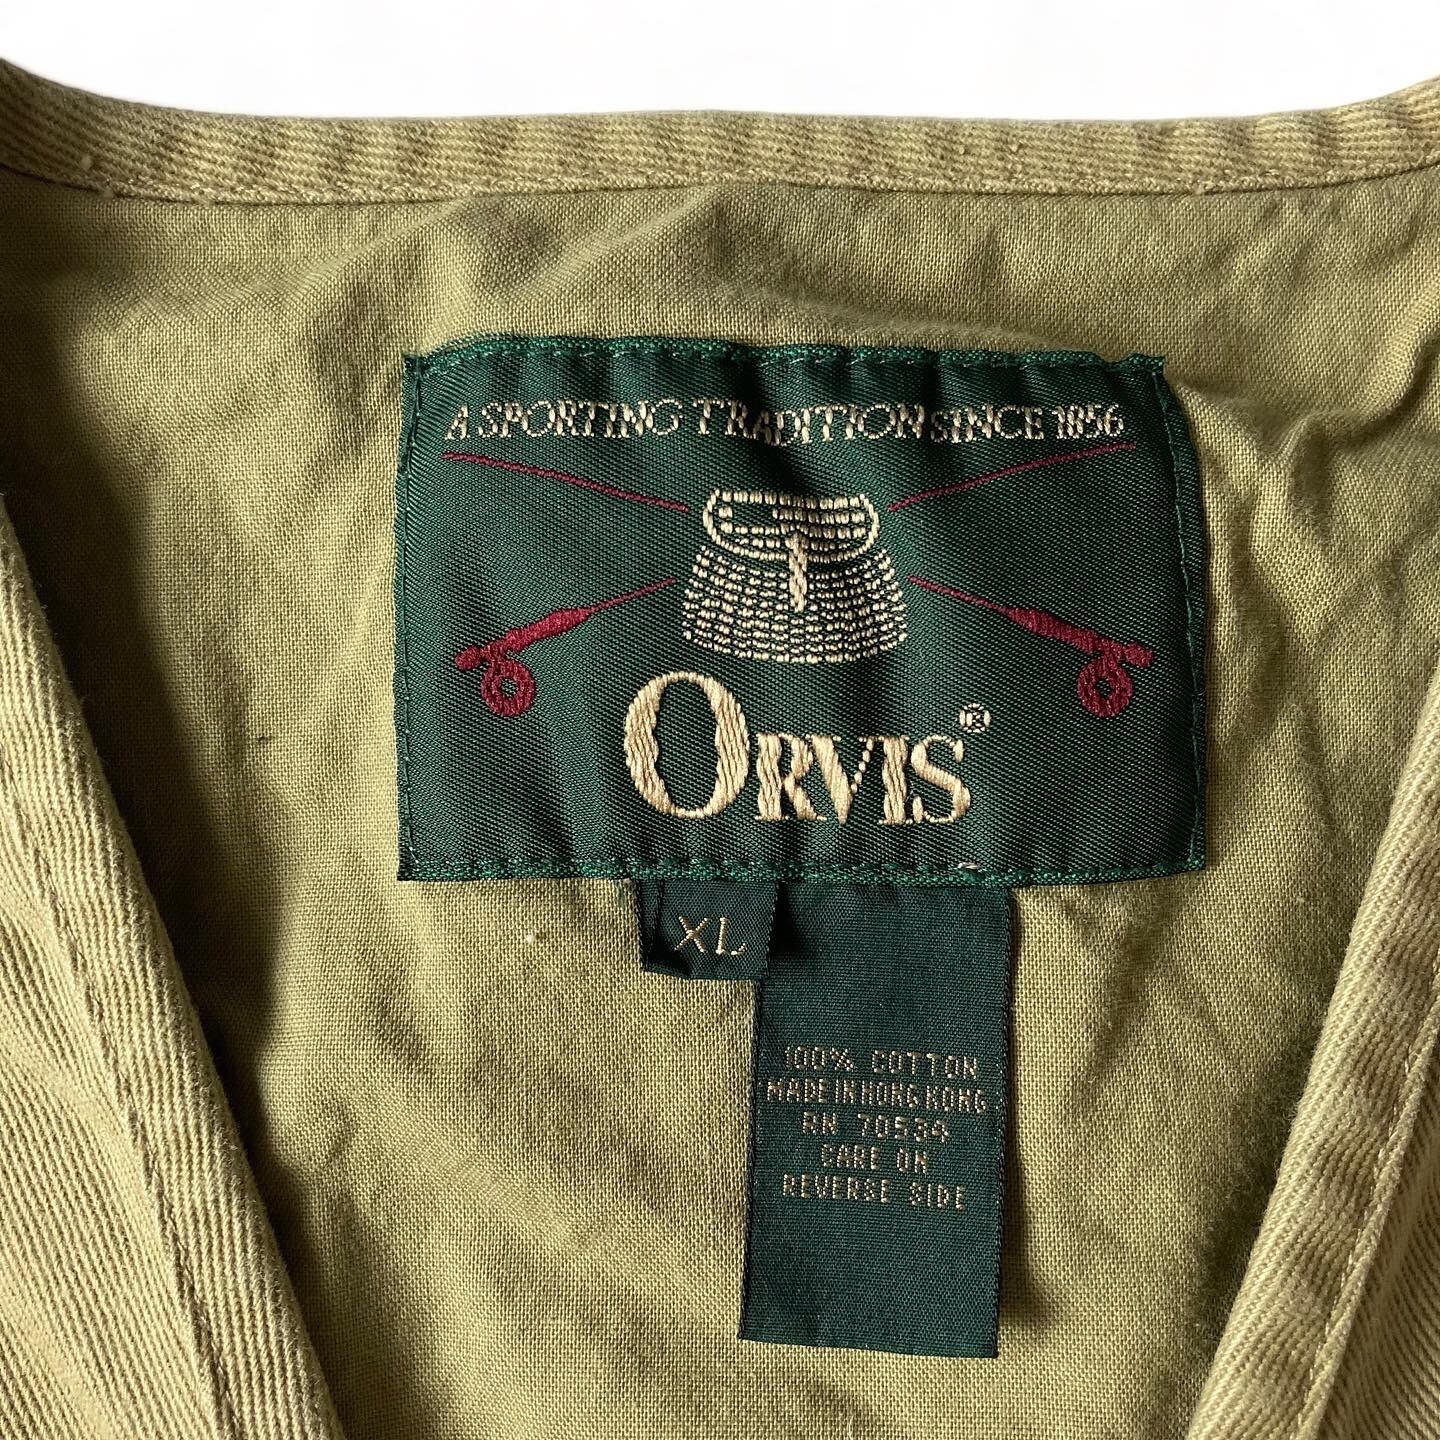 A SPORTING TRADITION SINCE 1856
ORVIS®
XL
100% COTTON
MADE IN HONG KONG
RN 70534
CARE ON
REVERSE SIDE